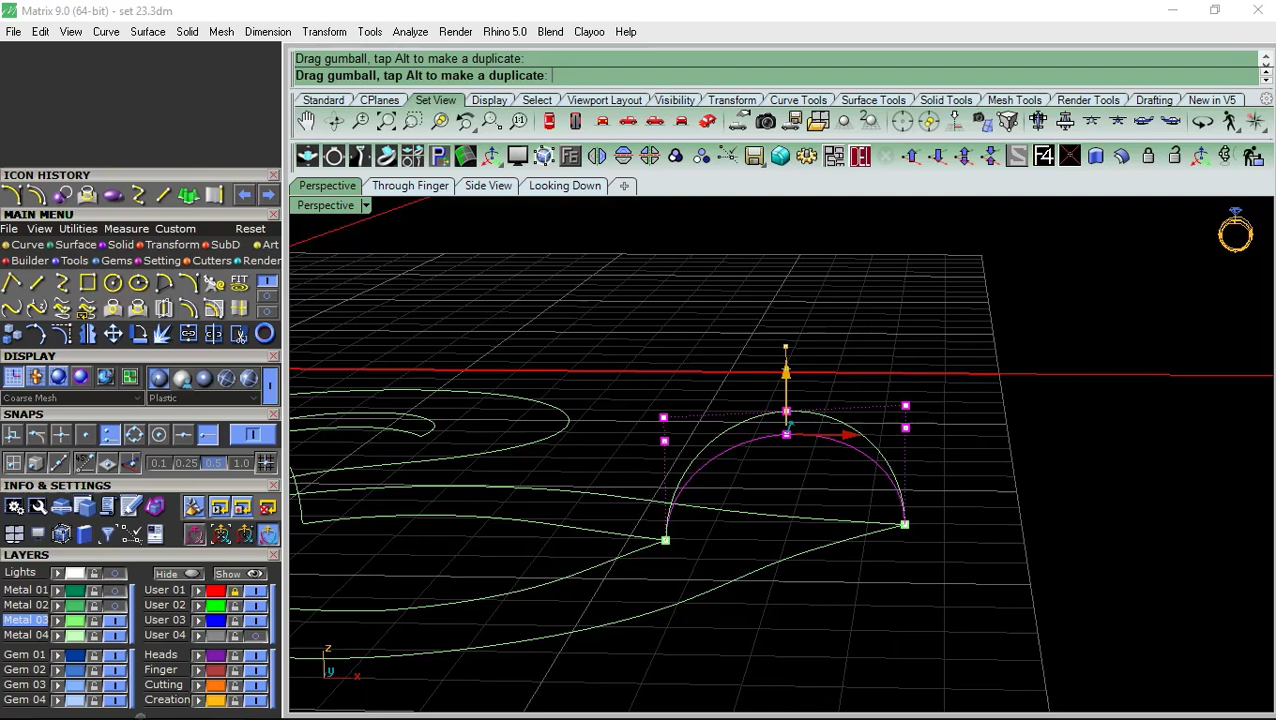 Matrix 9.0 (64-bit) - set 23.3dm
File Edit View Curve Surface Solid Mesh Dimension Transform Tools Analyze Render Rhino 5.0 Blend Clayoo Help
Drag gumball, tap Alt to make a duplicate:
Drag gumball, tap Alt to make a duplicate:
Standard CPlanes Set View Display Select Viewport Layout Visibility Transform Curve Tools Surface Tools Solid Tools Mesh Tools Render Tools Drafting New in V5
ICON HISTORY
Perspective Through Finger Side View Looking Down
Perspective
MAIN MENU
File View Utilities Measure Custom Reset
Curve Surface Solid Transform SubD Art
Builder Tools Gems Setting Cutters Render
FIT
DISPLAY
Coarse Mesh Plastic
SNAPS
0.1 0.25 0.5 1.0
INFO & SETTINGS
LAYERS
Lights Hide Show
Metal 01 User 01
Metal 02 User 02
Metal 03 User 03
Metal 04 User 04
Gem 01 Heads
Gem 02 Finger
Gem 03 Cutting
Gem 04 Creation
z
y x